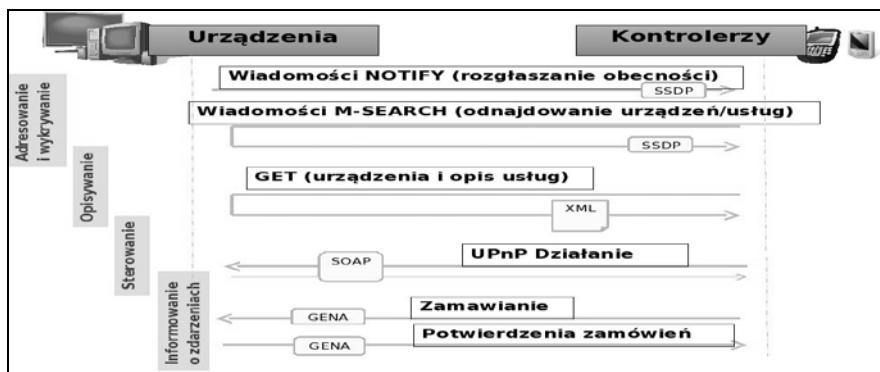 Urządzenia
Kontrolerzy
Wiadomości NOTIFY (rozgłaszanie obecności)
SSDP
Adresowanie
i wykrywanie
Wiadomości M-SEARCH (odnajdowanie urządzeń/usług)
SSDP
Opisywanie
GET (urządzenia i opis usług)
XML
Sterowanie
UPnP Działanie
SOAP
Informowanie
o zdarzeniach
Zamawianie
GENA
Potwierdzenia zamówień
GENA